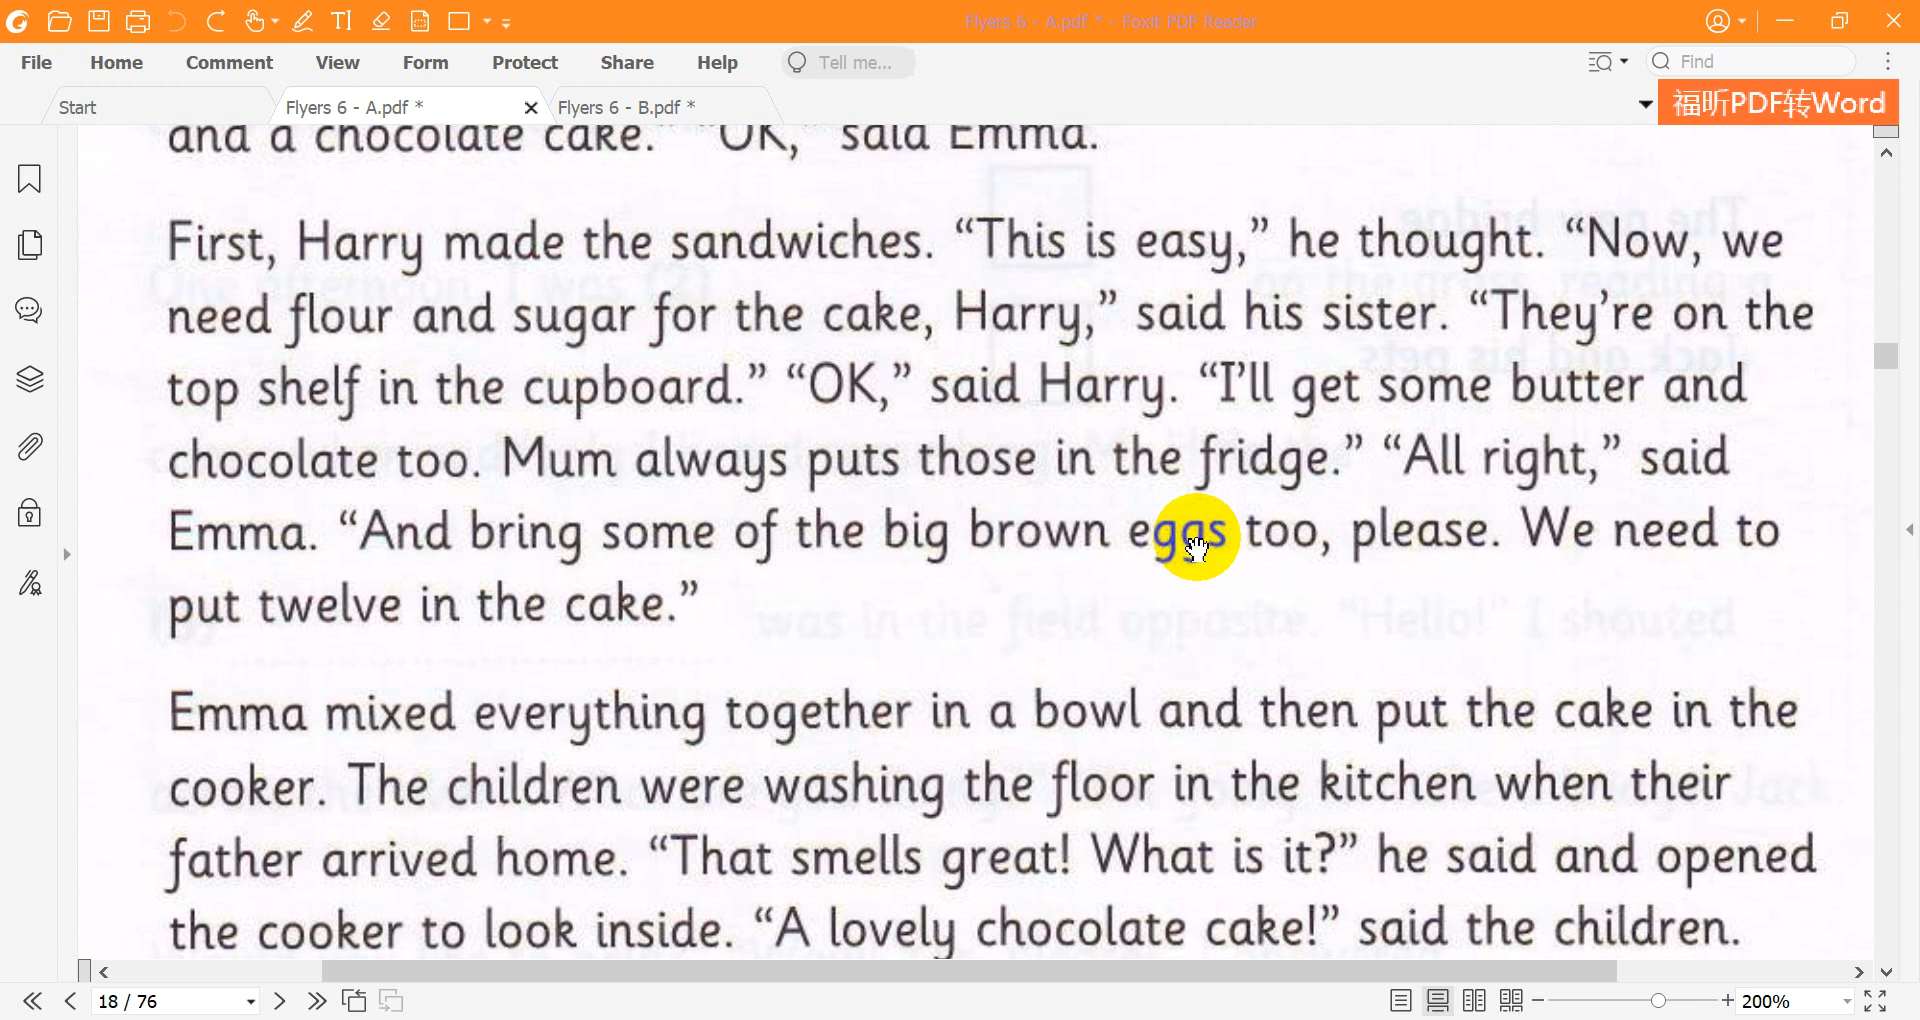 Flyers 6 - A.pdf * - Foxit PDF Reader
File Home Comment View Form Protect Share Help Tell me... Find
Start Flyers 6 - A.pdf * Flyers 6 - B.pdf * 福昕PDF转Word
and a chocolate cake." "OK," said Emma.
First, Harry made the sandwiches. “This is easy,” he thought. “Now, we
need flour and sugar for the cake, Harry,” said his sister. “They’re on the
top shelf in the cupboard.” “OK,” said Harry. “I’ll get some butter and
chocolate too. Mum always puts those in the fridge.” “All right,” said
Emma. “And bring some of the big brown eggs too, please. We need to
put twelve in the cake.”
Emma mixed everything together in a bowl and then put the cake in the
cooker. The children were washing the floor in the kitchen when their
father arrived home. “That smells great! What is it?” he said and opened
the cooker to look inside. “A lovely chocolate cake!” said the children.
18 / 76 200%